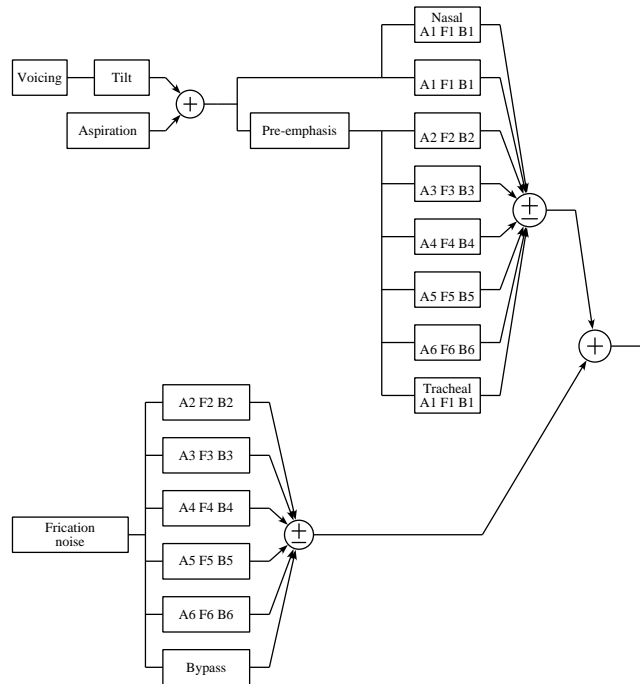 Nasal
A1 F1 B1
Voicing
Tilt
A1 F1 B1
+
Aspiration
Pre-emphasis
A2 F2 B2
A3 F3 B3
±
A4 F4 B4
A5 F5 B5
A6 F6 B6
+
Tracheal
A1 F1 B1
A2 F2 B2
A3 F3 B3
A4 F4 B4
Frication
noise
±
A5 F5 B5
A6 F6 B6
Bypass